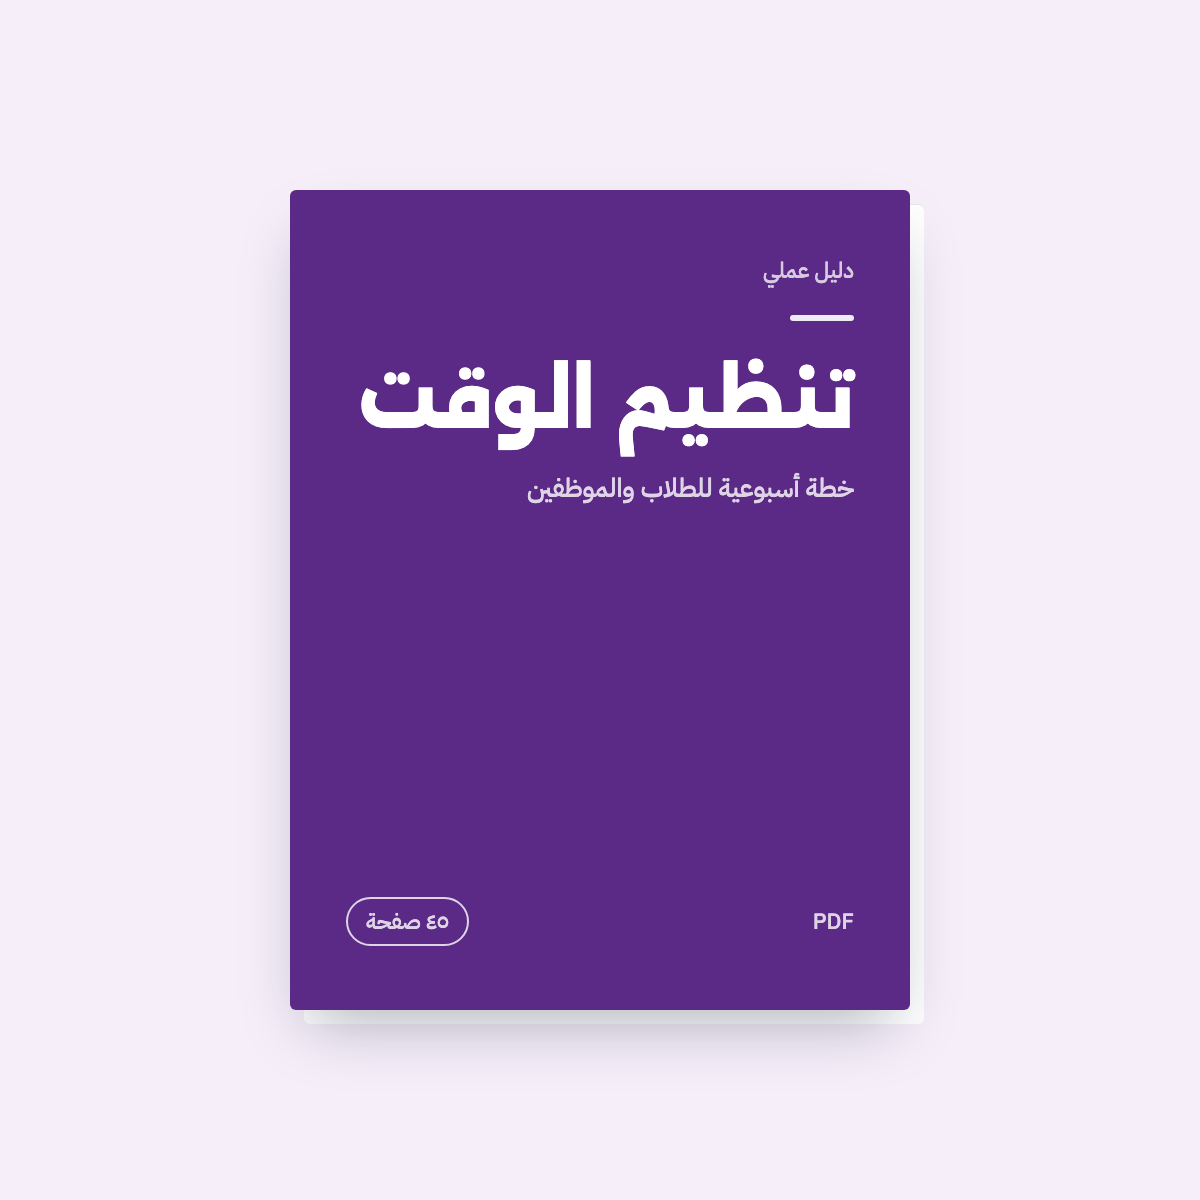 دليل عملي
تنظيم الوقت
خطة أسبوعية للطلاب والموظفين
PDF
٤٥ صفحة